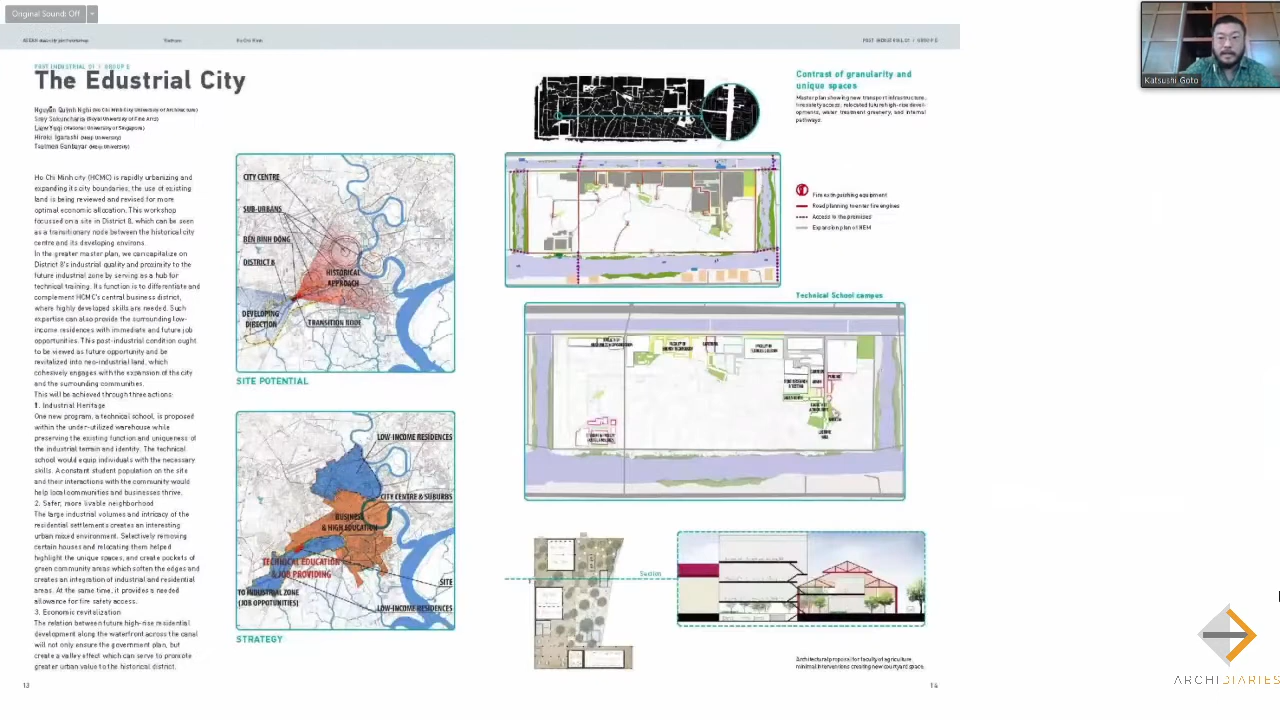 Original Sound: Off
POST INDUSTRIAL 01 / GROUP D
POST INDUSTRIAL 01 / GROUP D
The Edustrial City
Hiroki Igarashi
Ho Chi Minh city (HCMC) is rapidly urbanizing and
expanding its city boundaries, the use of existing
land is being reviewed and revised for more
optimal economic allocation. This workshop
focussed on a site in District 8, which can be seen
as a transitionary node between the historical city
centre and its developing environs.
In the greater master plan, we can capitalize on
District 8's industrial quality and proximity to the
future industrial zone by serving as a hub for
technical training. Its function is to differentiate and
complement HCMC's central business district,
where highly developed skills are needed. Such
expertise can also provide the surrounding low-
income residences with immediate and future job
opportunities. This post-industrial condition ought
to be viewed as future opportunity and be
revitalized into neo-industrial land, which
cohesively engages with the expansion of the city
and the surrounding communities.
This will be achieved through three actions:
1. Industrial Heritage
One new program, a technical school, is proposed
within the under-utilized warehouse while
preserving the existing function and uniqueness of
the industrial terrain and identity. The technical
school would equip individuals with the necessary
skills. A constant student population on the site
and their interactions with the community would
help local communities and businesses thrive.
2. Safer, more livable neighborhood
The large industrial volumes and intricacy of the
residential settlements creates an interesting
urban mixed environment. Selectively removing
certain houses and relocating them helped
highlight the unique spaces, and create pockets of
green community areas which soften the edges and
creates an integration of industrial and residential
areas. At the same time, it provides a needed
allowance for fire safety access.
3. Economic revitalization
The relation between future high-rise residential
development along the waterfront across the canal
will not only ensure the government plan, but
create a valley effect which can serve to promote
greater urban value to the historical district.
13
CITY CENTRE
SUB-URBANS
BEN BINH DONG
DISTRICT 8
HISTORICAL
APPROACH
DEVELOPING
DIRECTION
TRANSITION NODE
SITE POTENTIAL
LOW-INCOME RESIDENCES
CITY CENTRE & SUBURBS
BUSINESS
& HIGH EDUCATION
TECHNICAL EDUCATION
& JOB PROVIDING
SITE
TO INDUSTRIAL ZONE
(JOB OPPOTUNITIES)
LOW-INCOME RESIDENCES
STRATEGY
Contrast of granularity and
unique spaces
Master plan showing new transport infrastructure,
fire safety access, relocated future high-rise devel-
opments, water treatment greenery, and internal
pathways.
Fire extinguishing equipment
Road planning to enter fire engines
Access to the premises
Expansion plan of HEM
Technical School campus
Section
Architectural proposal for faculty of agriculture
minimal interventions creating new courtyard space.
14
Katsushi Goto
ARCHIDIARIES